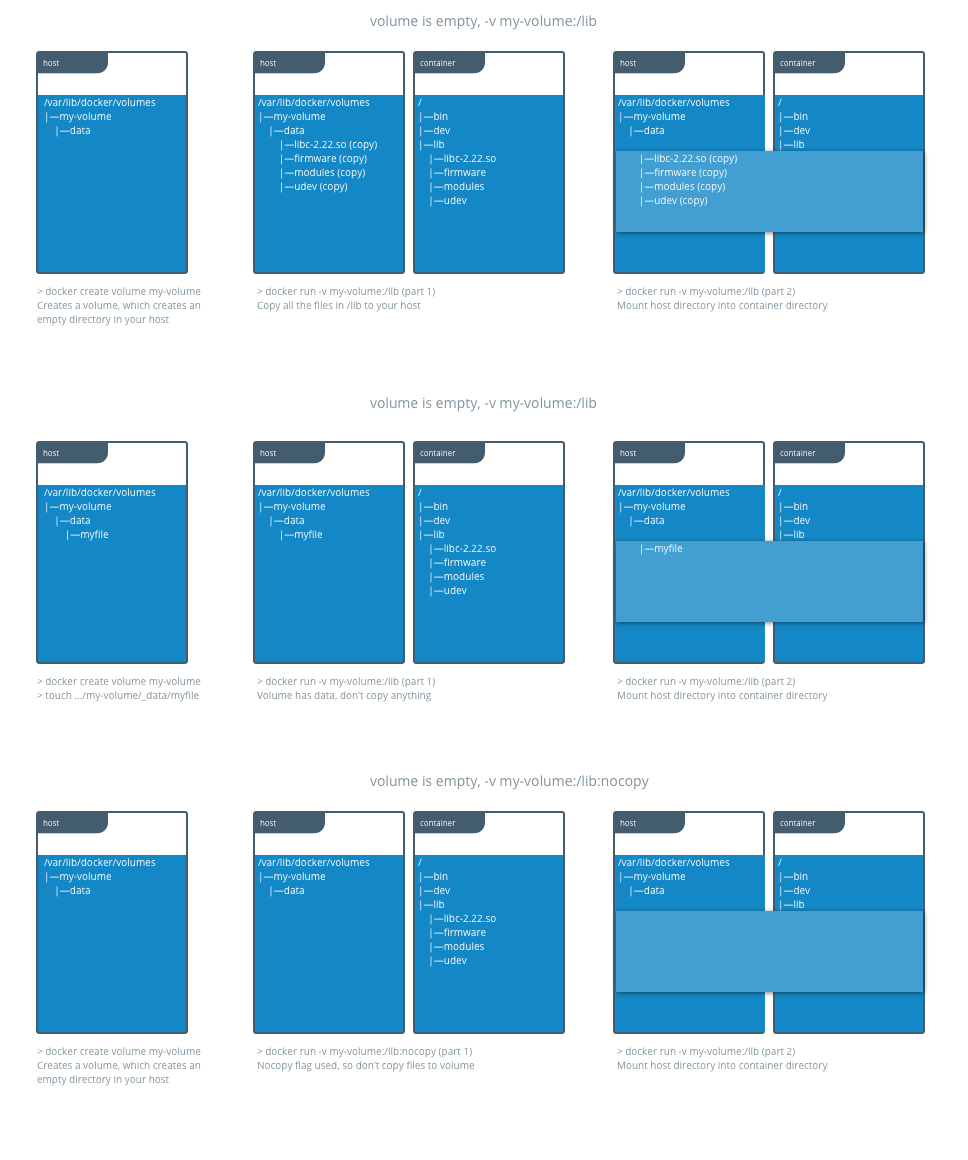 volume is empty, -v my-volume:/lib
host
/var/lib/docker/volumes
|—my-volume
|—data
> docker create volume my-volume
Creates a volume, which creates an
empty directory in your host
host
/var/lib/docker/volumes
|—my-volume
|—data
|—libc-2.22.so (copy)
|—firmware (copy)
|—modules (copy)
|—udev (copy)
container
/
|—bin
|—dev
|—lib
|—libc-2.22.so
|—firmware
|—modules
|—udev
> docker run -v my-volume:/lib (part 1)
Copy all the files in /lib to your host
host
/var/lib/docker/volumes
|—my-volume
|—data
container
/
|—bin
|—dev
|—lib
|—libc-2.22.so (copy)
|—firmware (copy)
|—modules (copy)
|—udev (copy)
> docker run -v my-volume:/lib (part 2)
Mount host directory into container directory
volume is empty, -v my-volume:/lib
host
/var/lib/docker/volumes
|—my-volume
|—data
|—myfile
> docker create volume my-volume
> touch .../my-volume/_data/myfile
host
/var/lib/docker/volumes
|—my-volume
|—data
|—myfile
container
/
|—bin
|—dev
|—lib
|—libc-2.22.so
|—firmware
|—modules
|—udev
> docker run -v my-volume:/lib (part 1)
Volume has data, don't copy anything
host
/var/lib/docker/volumes
|—my-volume
|—data
container
/
|—bin
|—dev
|—lib
|—myfile
> docker run -v my-volume:/lib (part 2)
Mount host directory into container directory
volume is empty, -v my-volume:/lib:nocopy
host
/var/lib/docker/volumes
|—my-volume
|—data
> docker create volume my-volume
Creates a volume, which creates an
empty directory in your host
host
/var/lib/docker/volumes
|—my-volume
|—data
container
/
|—bin
|—dev
|—lib
|—libc-2.22.so
|—firmware
|—modules
|—udev
> docker run -v my-volume:/lib:nocopy (part 1)
Nocopy flag used, so don't copy files to volume
host
/var/lib/docker/volumes
|—my-volume
|—data
container
/
|—bin
|—dev
|—lib
> docker run -v my-volume:/lib (part 2)
Mount host directory into container directory